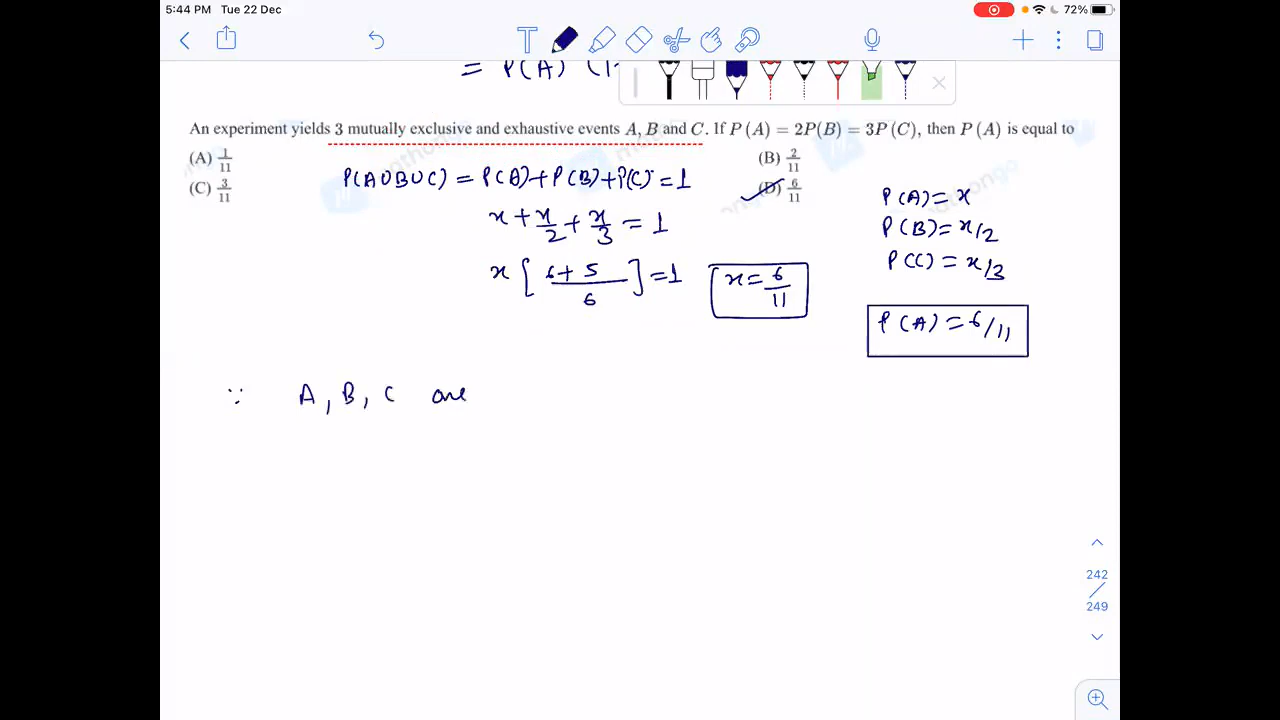 5:44 PM Tue 22 Dec
72%
= P(A) (1-
An experiment yields 3 mutually exclusive and exhaustive events A, B and C. If P (A) = 2P(B) = 3P (C), then P (A) is equal to
(A) 1/11
(B) 2/11
(C) 3/11
(D) 6/11
P(A∪B∪C) = P(A)+P(B)+P(C) = 1
x + x/2 + x/3 = 1
x [ (6+5)/6 ] = 1
x = 6/11
P(A) = x
P(B) = x/2
P(C) = x/3
P(A) = 6/11
∵ A, B, C are
242
/
249